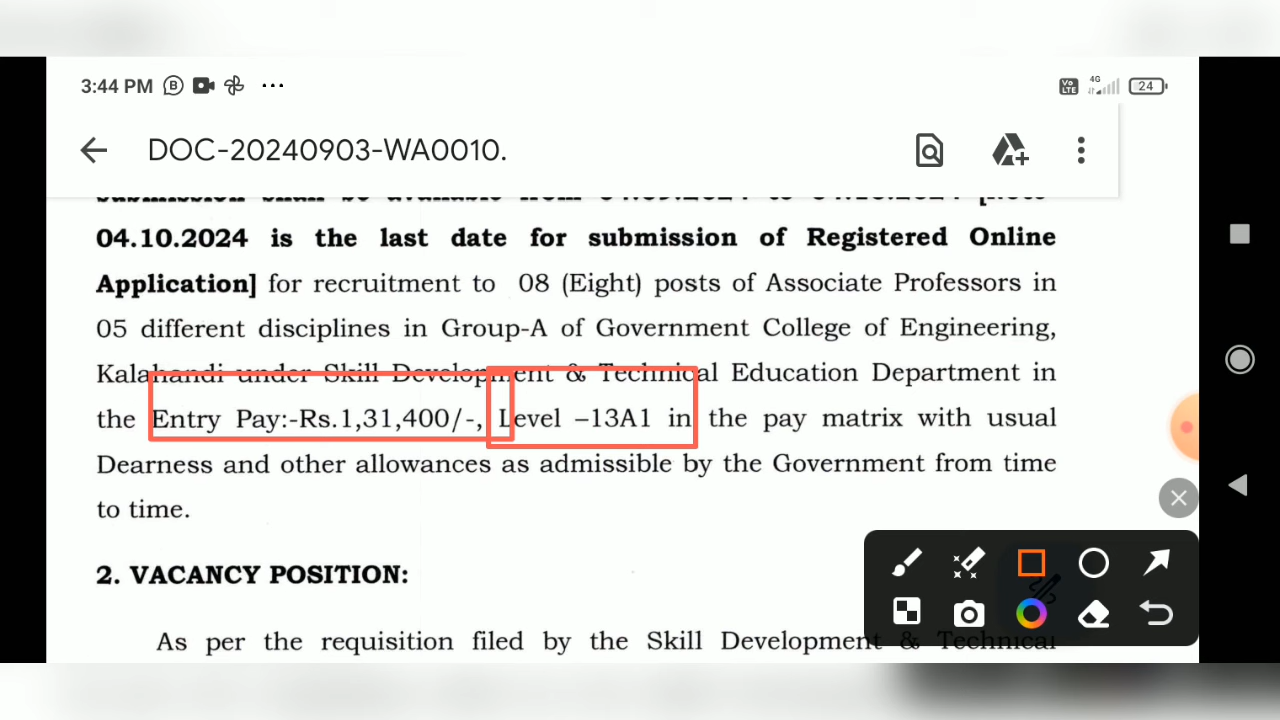 3:44 PM
4G
Vo LTE
24
DOC-20240903-WA0010.
04.10.2024 is the last date for submission of Registered Online
Application] for recruitment to 08 (Eight) posts of Associate Professors in
05 different disciplines in Group-A of Government College of Engineering,
Kalahandi under Skill Development & Technical Education Department in
the Entry Pay:-Rs.1,31,400/-, Level –13A1 in the pay matrix with usual
Dearness and other allowances as admissible by the Government from time
to time.
2. VACANCY POSITION:
As per the requisition filed by the Skill Development & Technical